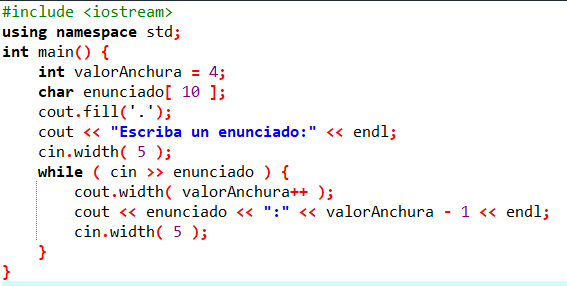 #include <iostream>
using namespace std;
int main() {
    int valorAnchura = 4;
    char enunciado[ 10 ];
    cout.fill('.');
    cout << "Escriba un enunciado:" << endl;
    cin.width( 5 );
    while ( cin >> enunciado ) {
        cout.width( valorAnchura++ );
        cout << enunciado << ":" << valorAnchura - 1 << endl;
        cin.width( 5 );
    }
}